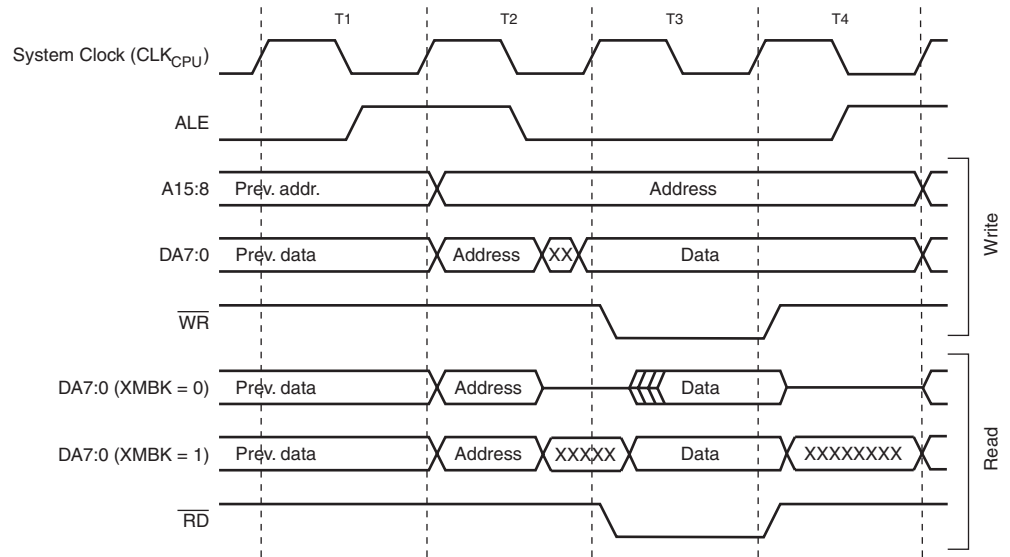 T1 T2 T3 T4
System Clock (CLKCPU)
ALE
A15:8 Prev. addr. Address
DA7:0 Prev. data Address XX Data
WR
Write
DA7:0 (XMBK = 0) Prev. data Address Data
DA7:0 (XMBK = 1) Prev. data Address XXXXX Data XXXXXXXX
RD
Read